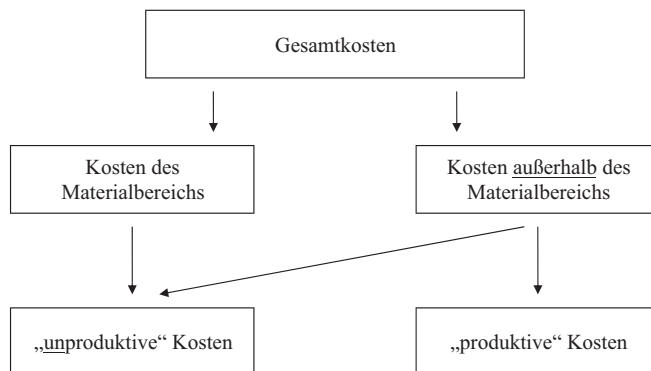 Gesamtkosten
Kosten des
Materialbereichs
Kosten außerhalb des
Materialbereichs
„unproduktive“ Kosten
„produktive“ Kosten